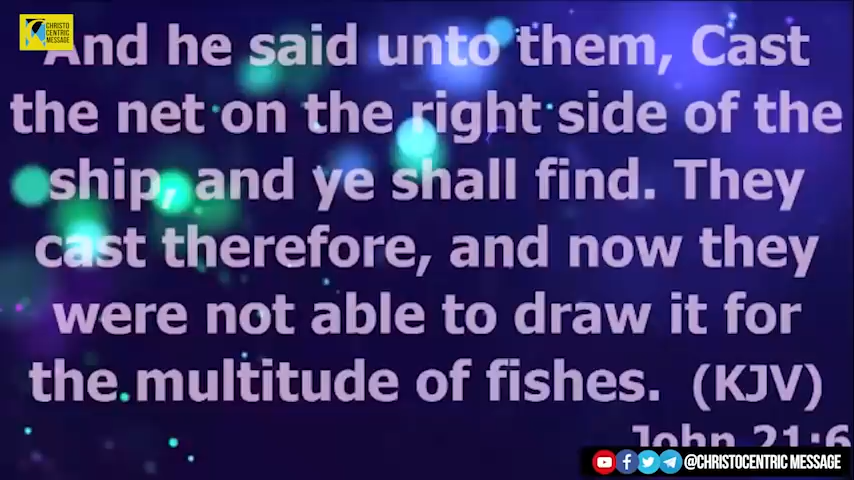 CHRISTO
CENTRIC
MESSAGE
And he said unto them, Cast
the net on the right side of the
ship, and ye shall find. They
cast therefore, and now they
were not able to draw it for
the multitude of fishes. (KJV)
John 21:6
@CHRISTOCENTRIC MESSAGE